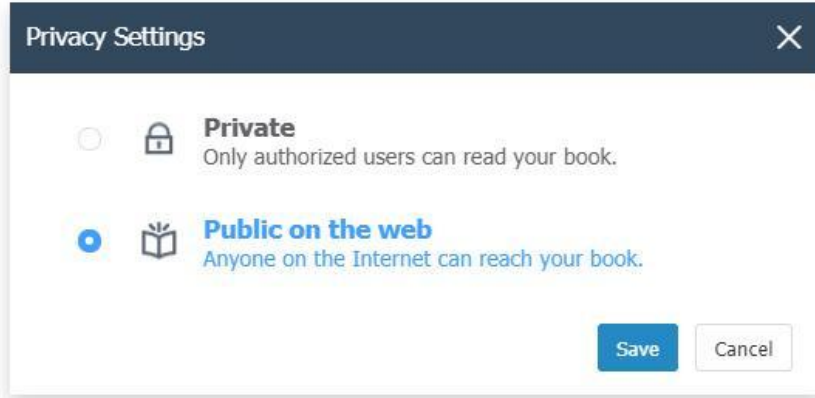 Privacy Settings
Private
Only authorized users can read your book.
Public on the web
Anyone on the Internet can reach your book.
Save Cancel